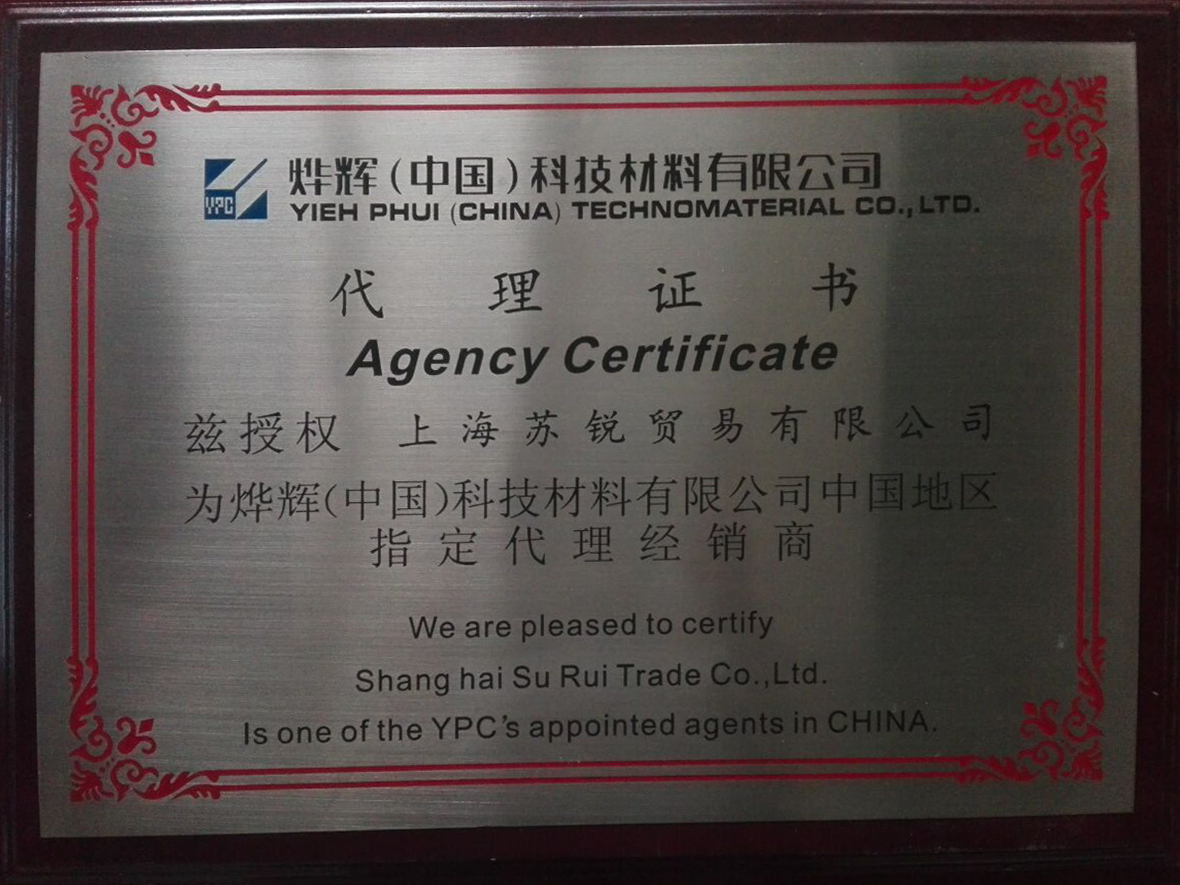 YPC
烨辉（中国）科技材料有限公司
YIEH PHUI (CHINA) TECHNOMATERIAL CO., LTD.
代理证书
Agency Certificate
兹授权 上海苏锐贸易有限公司
为烨辉(中国)科技材料有限公司中国地区
指定代理经销商
We are pleased to certify
Shang hai Su Rui Trade Co.,Ltd.
Is one of the YPC's appointed agents in CHINA.